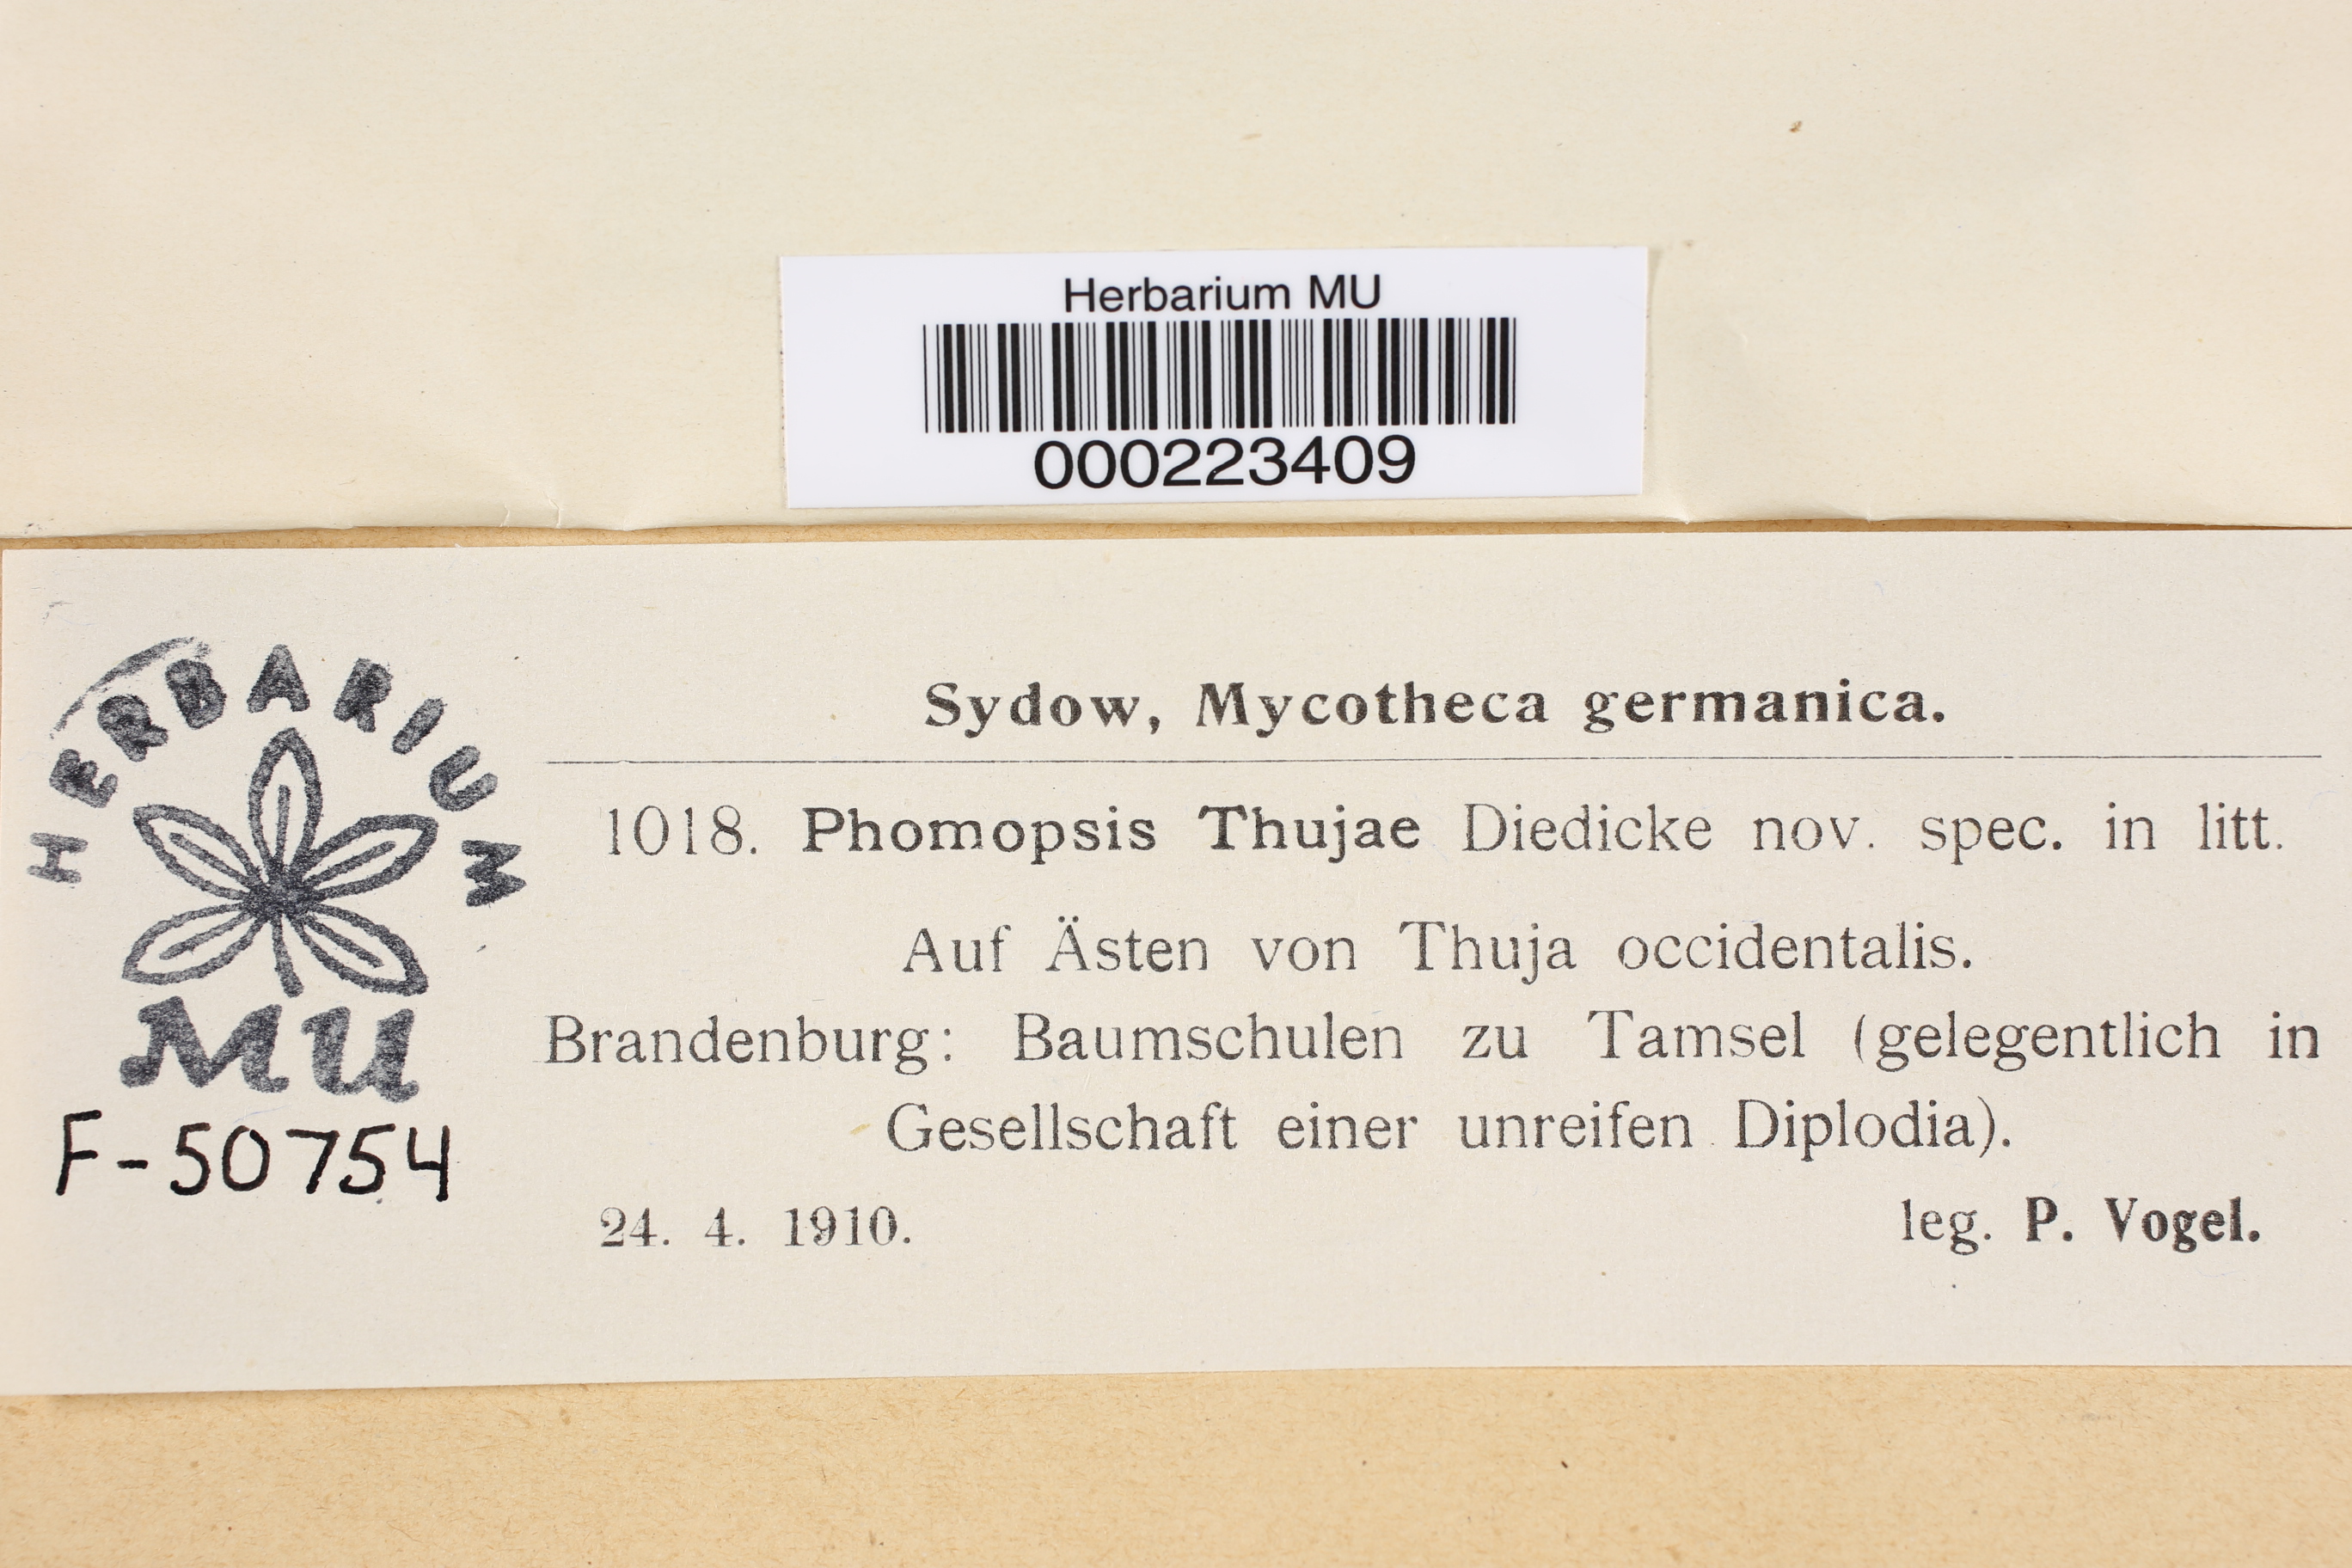 Herbarium MU
000223409
HERBARIUM
MU
F-50754
Sydow, Mycotheca germanica.
1018. Phomopsis Thujae Diedicke nov. spec. in litt.
Auf Ästen von Thuja occidentalis.
Brandenburg: Baumschulen zu Tamsel (gelegentlich in
Gesellschaft einer unreifen Diplodia).
24. 4. 1910. leg. P. Vogel.